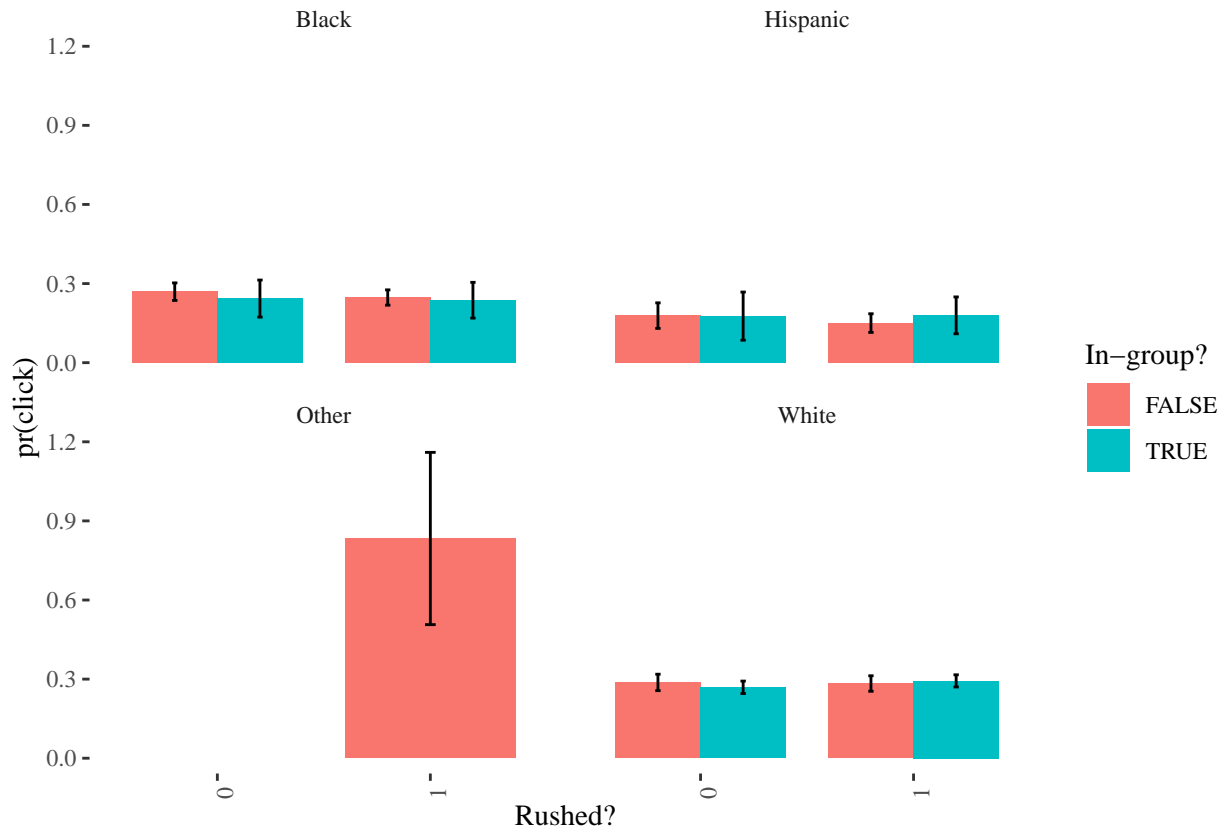 Black
Hispanic
1.2
0.9
0.6
0.3
0.0
Other
White
1.2
0.9
0.6
0.3
0.0
0
1
0
1
pr(click)
Rushed?
In−group?
FALSE
TRUE